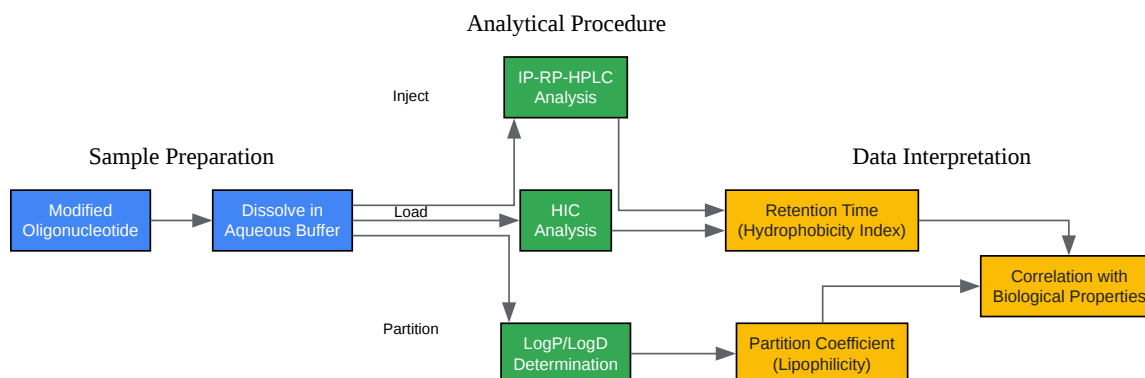 Analytical Procedure
IP-RP-HPLC
Analysis
Inject
Sample Preparation
Data Interpretation
Modified
Oligonucleotide
Dissolve in
Aqueous Buffer
Load
HIC
Analysis
Retention Time
(Hydrophobicity Index)
Correlation with
Biological Properties
Partition
LogP/LogD
Determination
Partition Coefficient
(Lipophilicity)